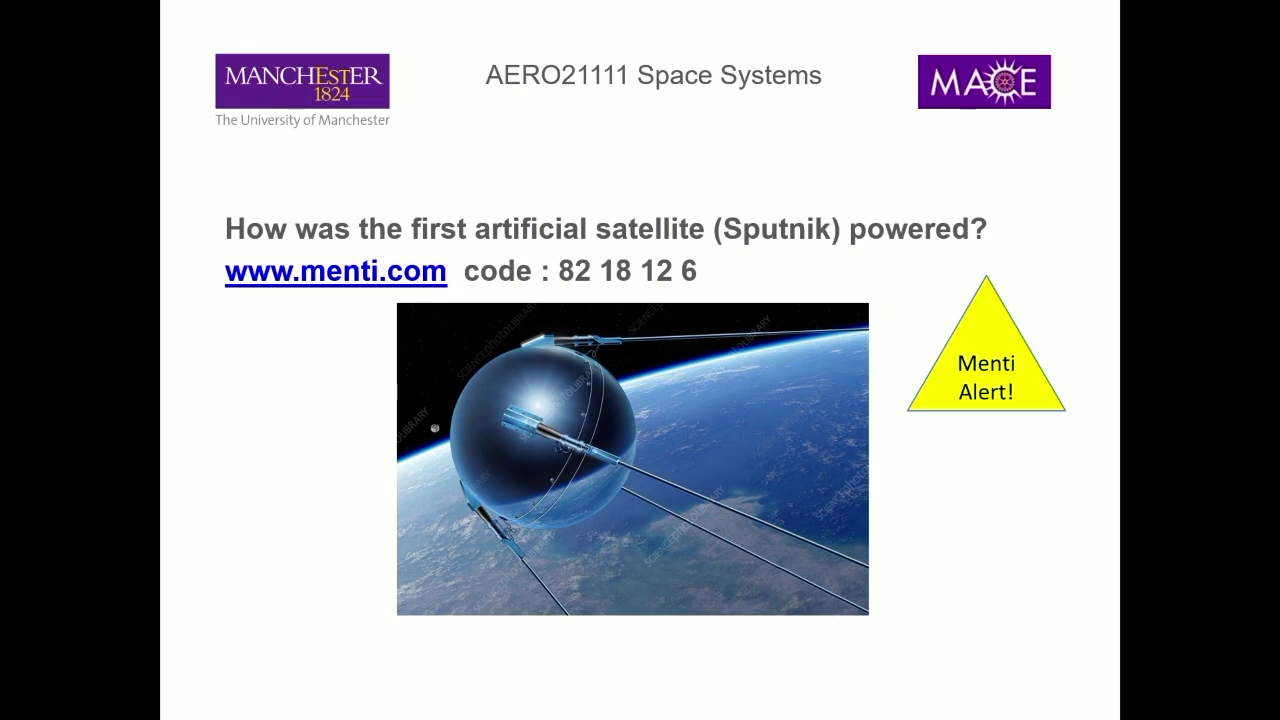 MANCHESTER
1824
The University of Manchester
AERO21111 Space Systems
MACE
How was the first artificial satellite (Sputnik) powered?
www.menti.com code : 82 18 12 6
Menti
Alert!
SCIENCEphotoLIBRARY